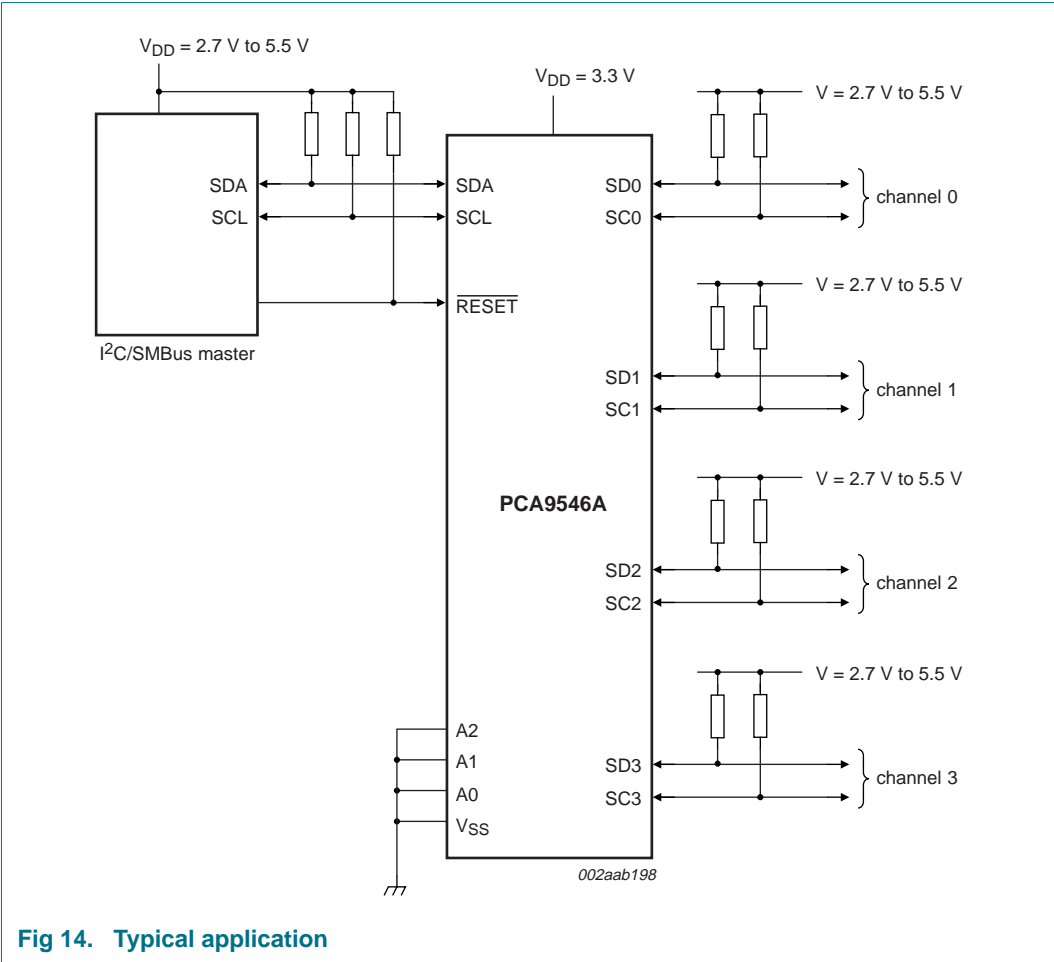 VDD = 2.7 V to 5.5 V
VDD = 3.3 V
V = 2.7 V to 5.5 V
SDA
SCL
SDA
SCL
RESET
I2C/SMBus master
SD0
SC0
channel 0
V = 2.7 V to 5.5 V
SD1
SC1
channel 1
V = 2.7 V to 5.5 V
PCA9546A
SD2
SC2
channel 2
V = 2.7 V to 5.5 V
A2
A1
A0
VSS
SD3
SC3
channel 3
002aab198
Fig 14. Typical application